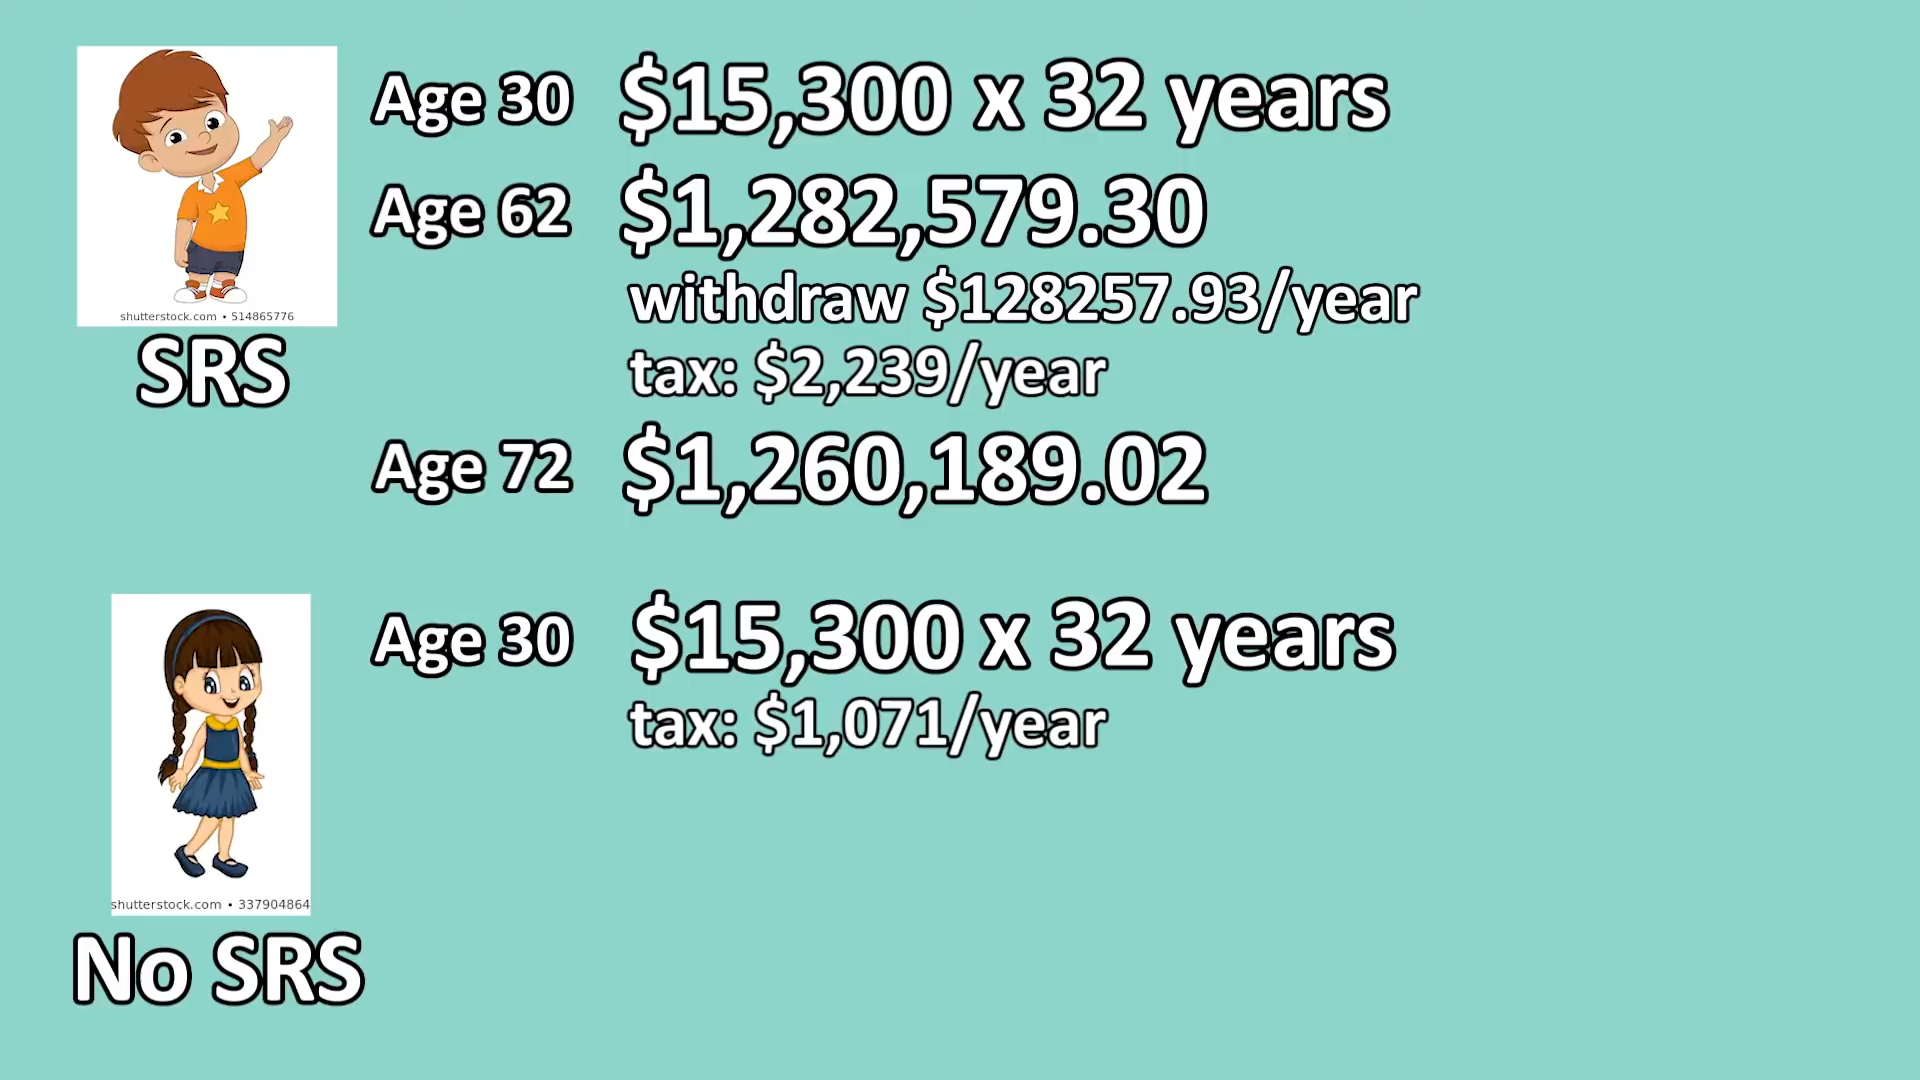 Age 30 $15,300 x 32 years
Age 62 $1,282,579.30
withdraw $128257.93/year
tax: $2,239/year
shutterstock.com • 514865776
SRS
Age 72 $1,260,189.02
Age 30 $15,300 x 32 years
tax: $1,071/year
shutterstock.com • 337904864
No SRS